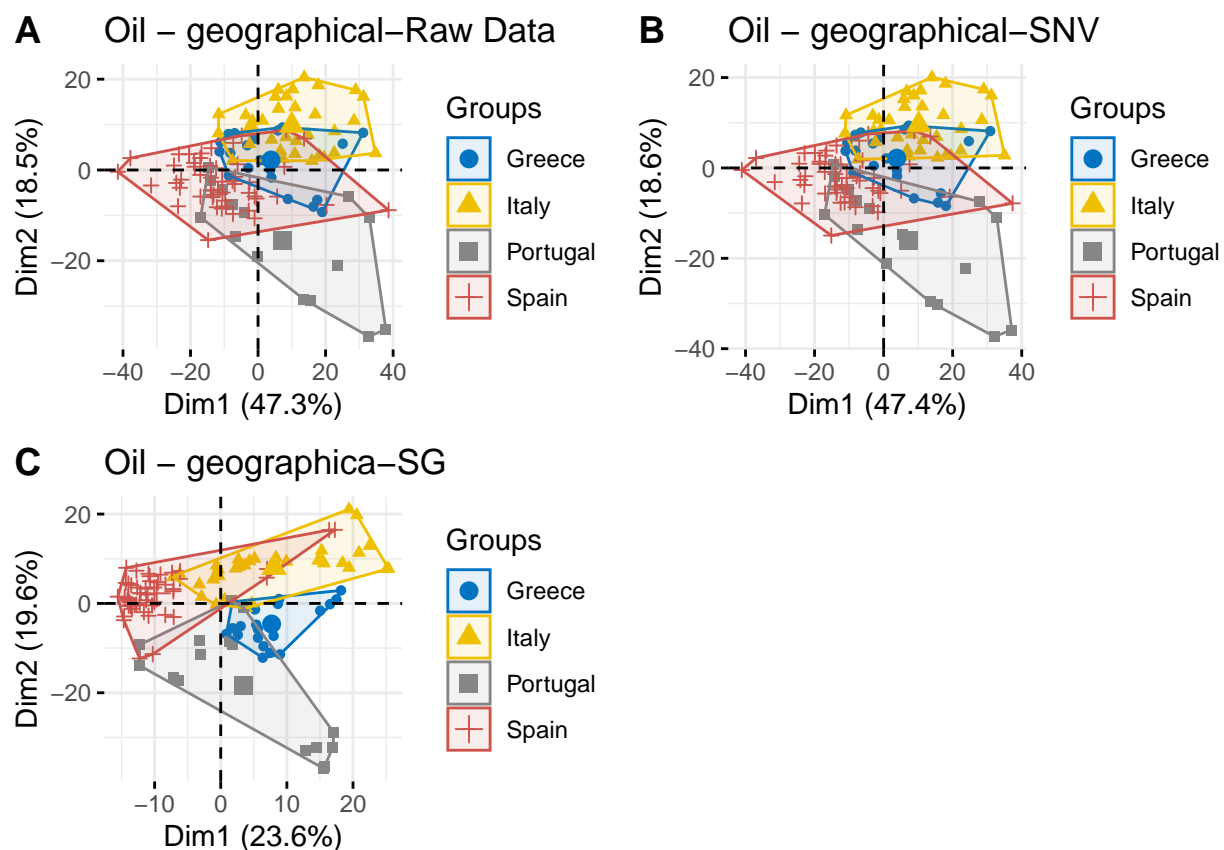 A Oil – geographical–Raw Data
20
0
−20
−40 −20 0 20 40
Dim2 (18.5%)
Dim1 (47.3%)
Groups
Greece
Italy
Portugal
Spain
B Oil – geographical–SNV
20
0
−20
−40
−40 −20 0 20 40
Dim2 (18.6%)
Dim1 (47.4%)
Groups
Greece
Italy
Portugal
Spain
C Oil – geographica–SG
20
0
−20
−10 0 10 20
Dim2 (19.6%)
Dim1 (23.6%)
Groups
Greece
Italy
Portugal
Spain